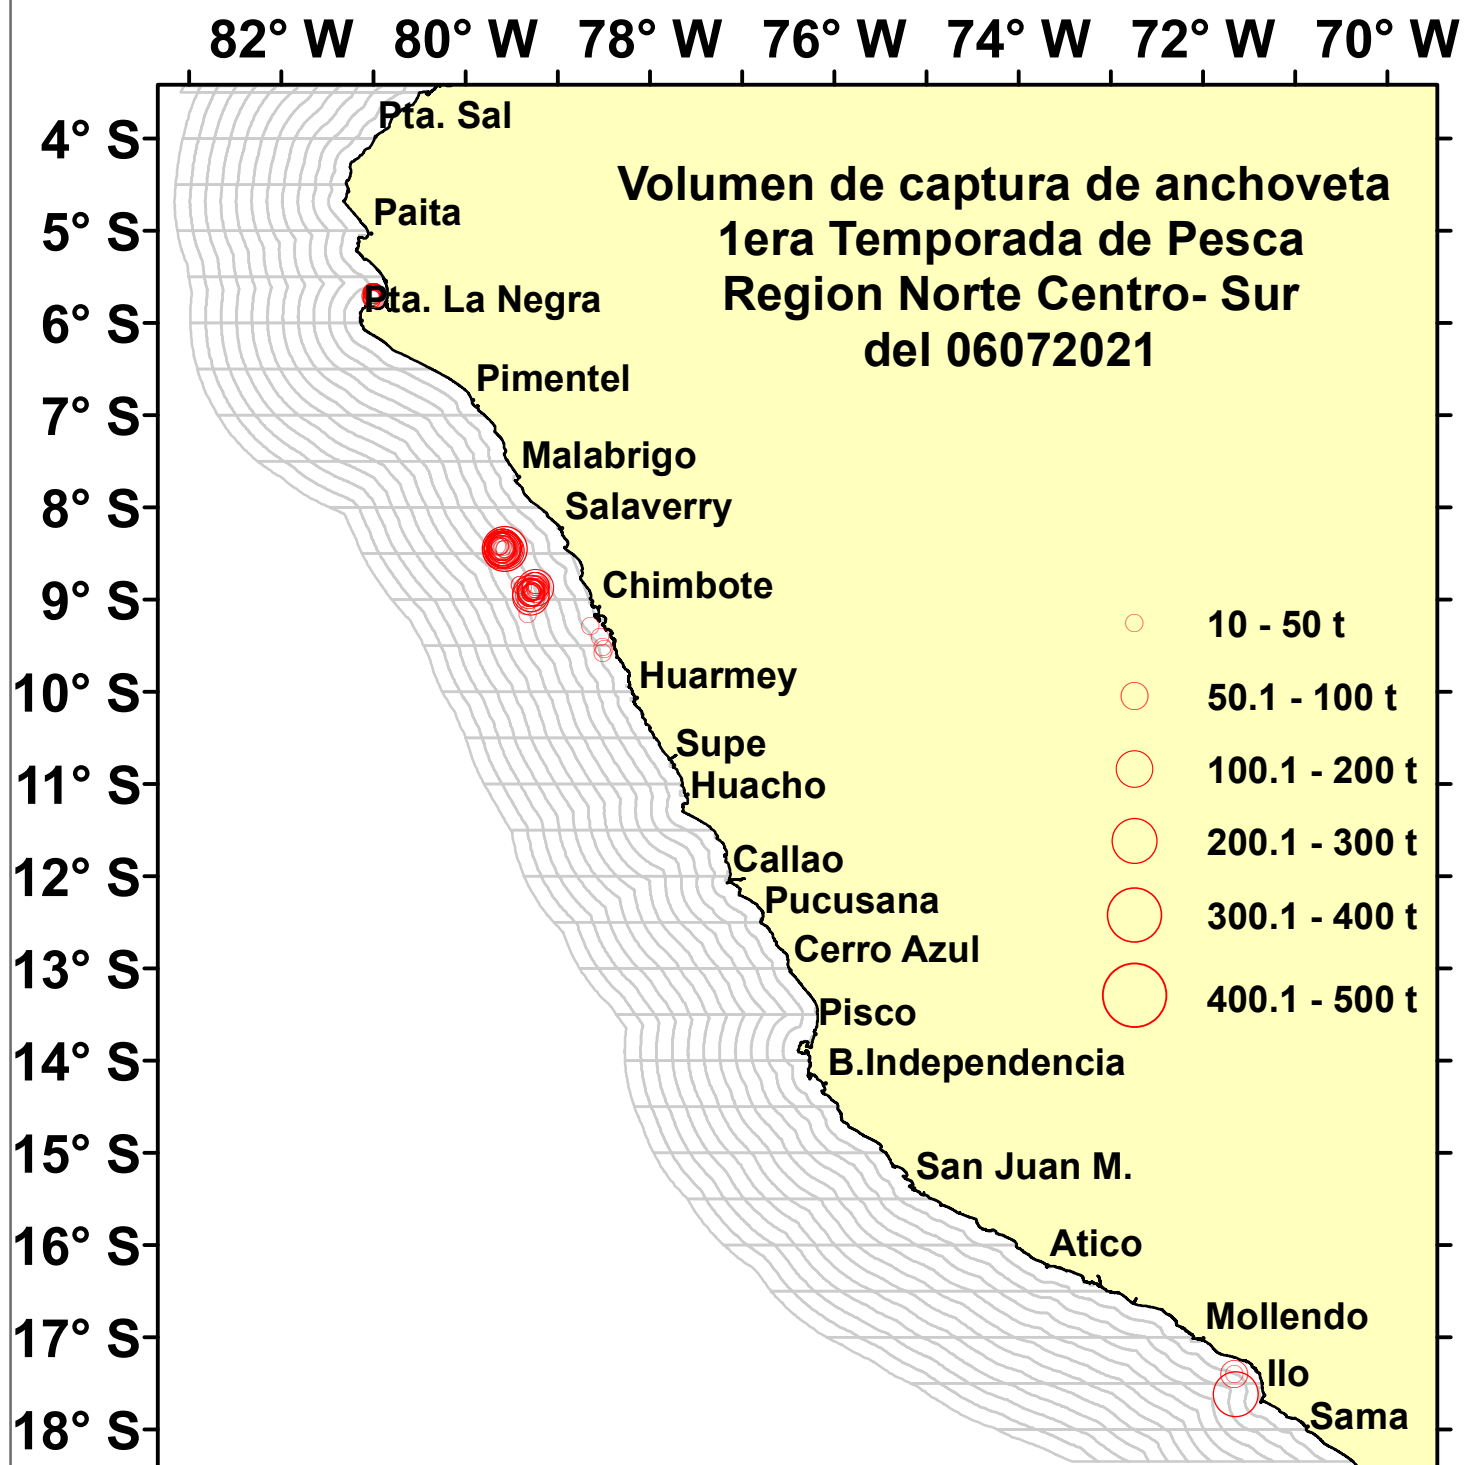 82° W 80° W 78° W 76° W 74° W 72° W 70° W
4° S
5° S
6° S
7° S
8° S
9° S
10° S
11° S
12° S
13° S
14° S
15° S
16° S
17° S
18° S
Volumen de captura de anchoveta
1era Temporada de Pesca
Region Norte Centro- Sur
del 06072021
Pta. Sal
Paita
Pta. La Negra
Pimentel
Malabrigo
Salaverry
Chimbote
Huarmey
Supe
Huacho
Callao
Pucusana
Cerro Azul
Pisco
B.Independencia
San Juan M.
Atico
Mollendo
Ilo
Sama
10 - 50 t
50.1 - 100 t
100.1 - 200 t
200.1 - 300 t
300.1 - 400 t
400.1 - 500 t